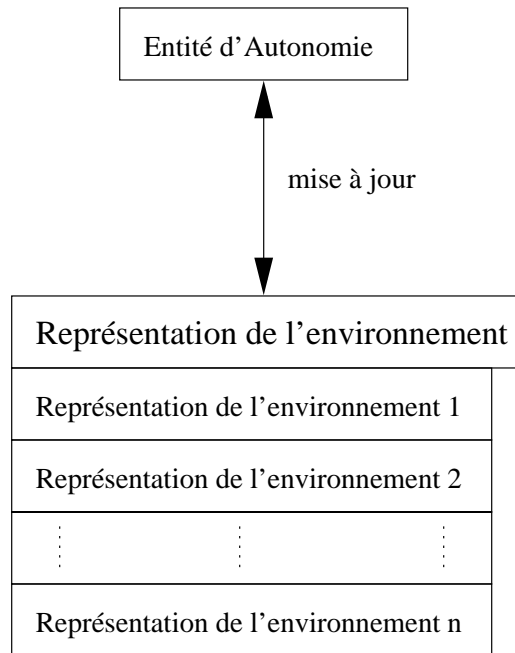 Entité d’Autonomie
mise à jour
Représentation de l’environnement
Représentation de l’environnement 1
Représentation de l’environnement 2
Représentation de l’environnement n